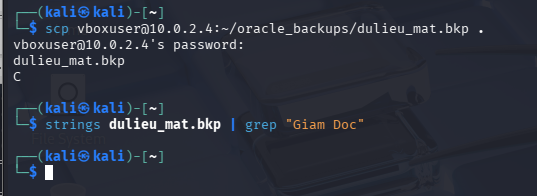 ┌──(kali㉿kali)-[~]
└─$ scp vboxuser@10.0.2.4:~/oracle_backups/dulieu_mat.bkp .
vboxuser@10.0.2.4's password:
dulieu_mat.bkp
C
┌──(kali㉿kali)-[~]
└─$ strings dulieu_mat.bkp | grep "Giam Doc"
┌──(kali㉿kali)-[~]
└─$